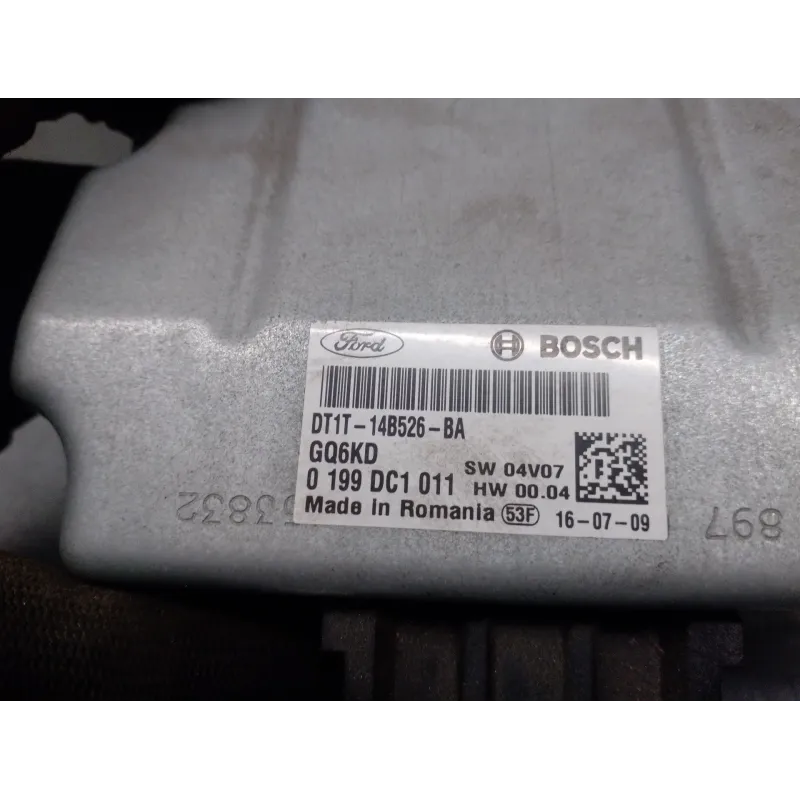 Ford BOSCH
DT1T-14B526-BA
GQ6KD
SW 04V07
0 199 DC1 011
HW 00.04
Made in Romania 53F 16-07-09
897